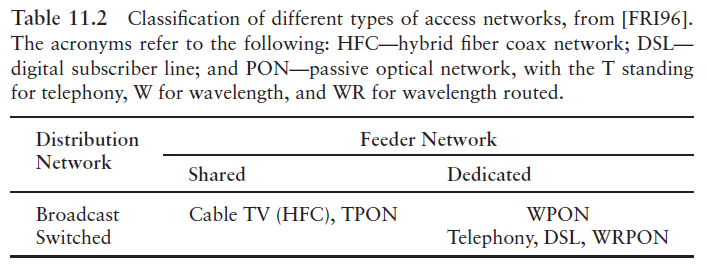 Table 11.2 Classification of different types of access networks, from [FRI96].
The acronyms refer to the following: HFC—hybrid fiber coax network; DSL—
digital subscriber line; and PON—passive optical network, with the T standing
for telephony, W for wavelength, and WR for wavelength routed.
Distribution Feeder Network
Network
Shared Dedicated
Broadcast Cable TV (HFC), TPON WPON
Switched Telephony, DSL, WRPON